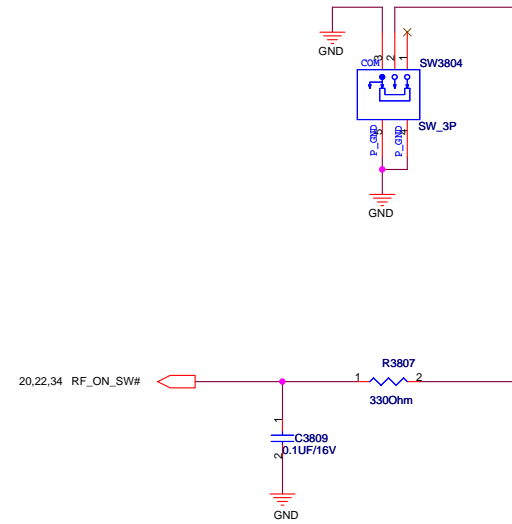 GND
COM
3
2
1
SW3804
SW_3P
P_GND
5
P_GND
4
GND
R3807
20,22,34 RF_ON_SW#
1
2
330Ohm
1
C3809
0.1UF/16V
2
GND